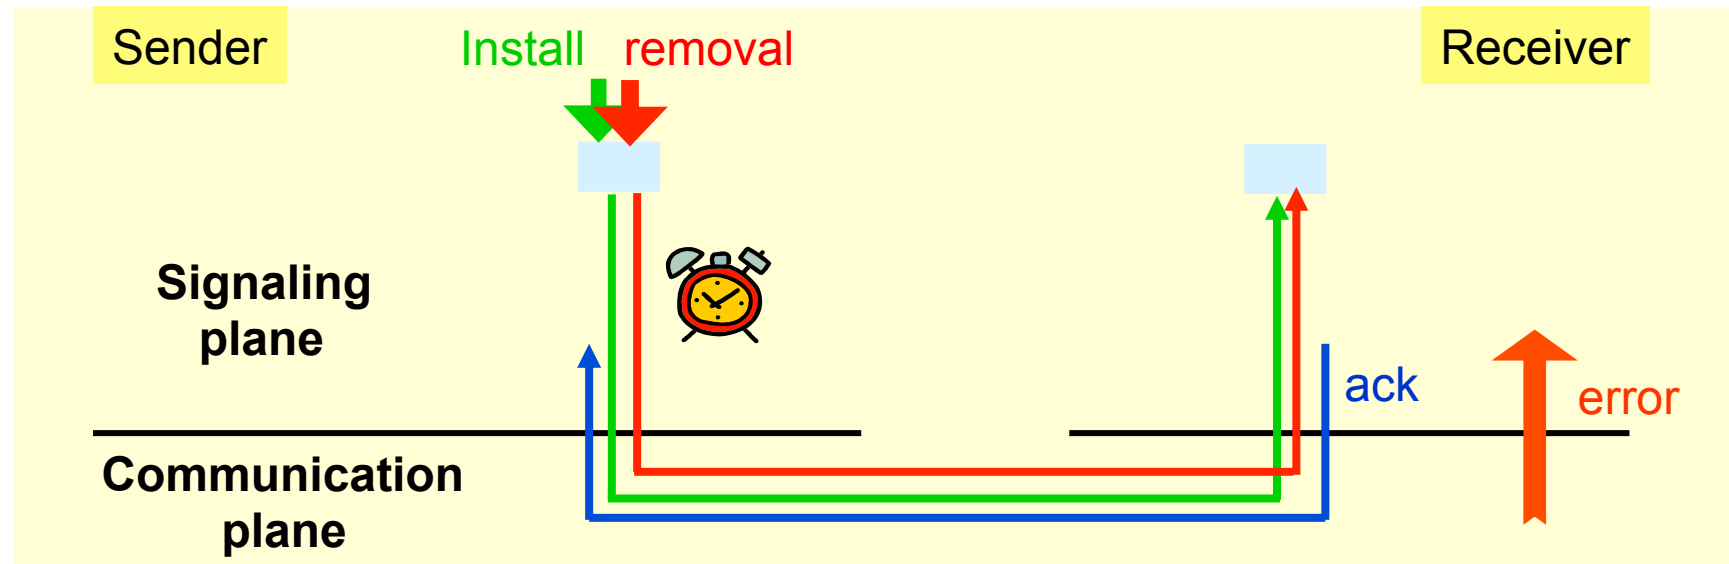 Sender
Install removal
Receiver
Signaling
plane
ack
error
Communication
plane